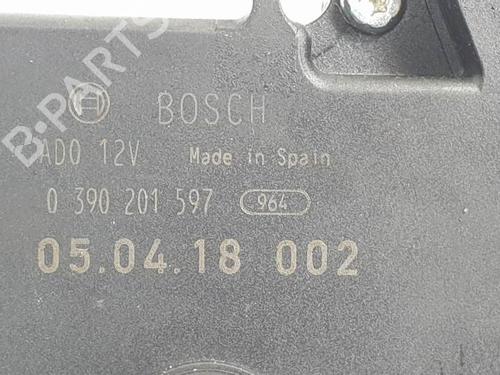 B-PARTS
BOSCH
ADO 12V Made in Spain
0 390 201 597 964
05.04.18 002